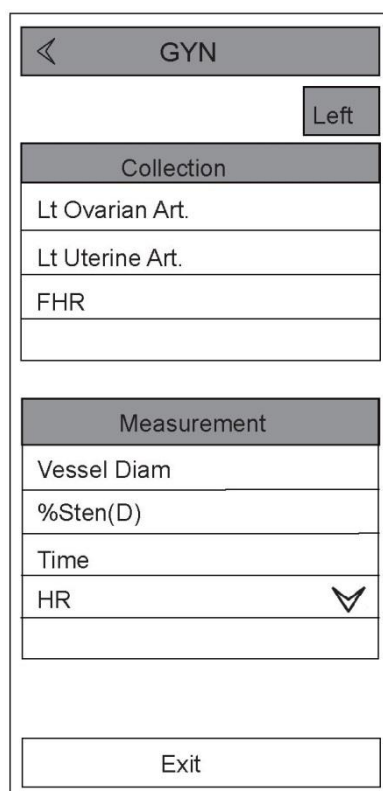 GYN
Left
Collection
Lt Ovarian Art.
Lt Uterine Art.
FHR
Measurement
Vessel Diam
%Sten(D)
Time
HR
Exit